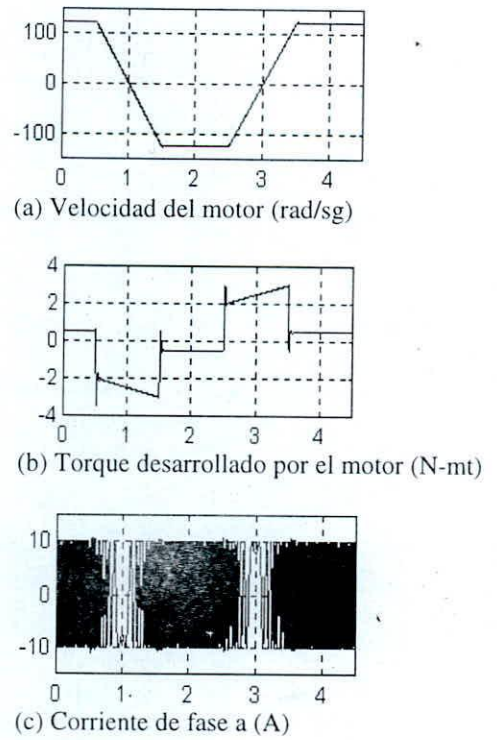 100
0
-100
0 1 2 3 4
(a) Velocidad del motor (rad/sg)
4
2
0
-2
-4
0 1 2 3 4
(b) Torque desarrollado por el motor (N-mt)
10
0
-10
0 1 2 3 4
(c) Corriente de fase a (A)